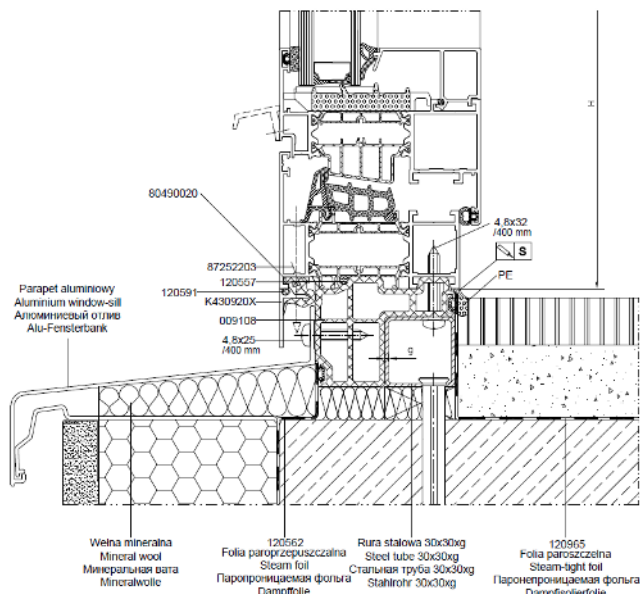 H
80490020
4,8x32
/400 mm
S
PE
87252203
120557
120591
K430920X
009108
4,8x25
/400 mm
g
Parapet aluminiowy
Aluminium window-sill
Алюминиевый отлив
Alu-Fensterbank
Wełna mineralna
Mineral wool
Минеральная вата
Mineralwolle
120562
Folia paroprzepuszczalna
Steam foil
Паропроницаемая фольга
Dampffolie
Rura stalowa 30x30xg
Steel tube 30x30xg
Стальная труба 30x30xg
Stahlrohr 30x30xg
120965
Folia paroszczelna
Steam-tight foil
Паронепроницаемая фольга
Dampfisolierfolie